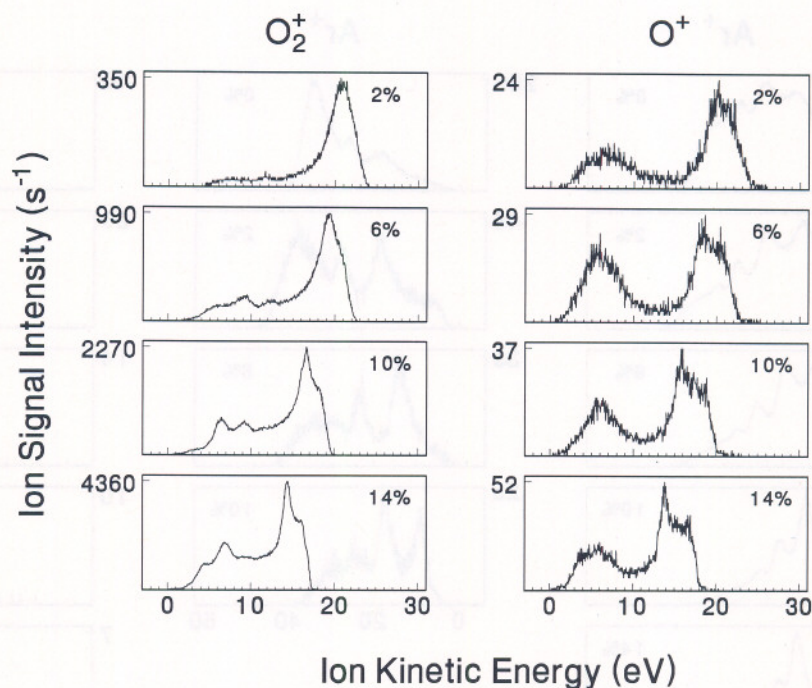 O₂⁺ O⁺
350 2% 24 2%
990 6% 29 6%
2270 10% 37 10%
4360 14% 52 14%
0 10 20 30 0 10 20 30
Ion Signal Intensity (s⁻¹)
Ion Kinetic Energy (eV)